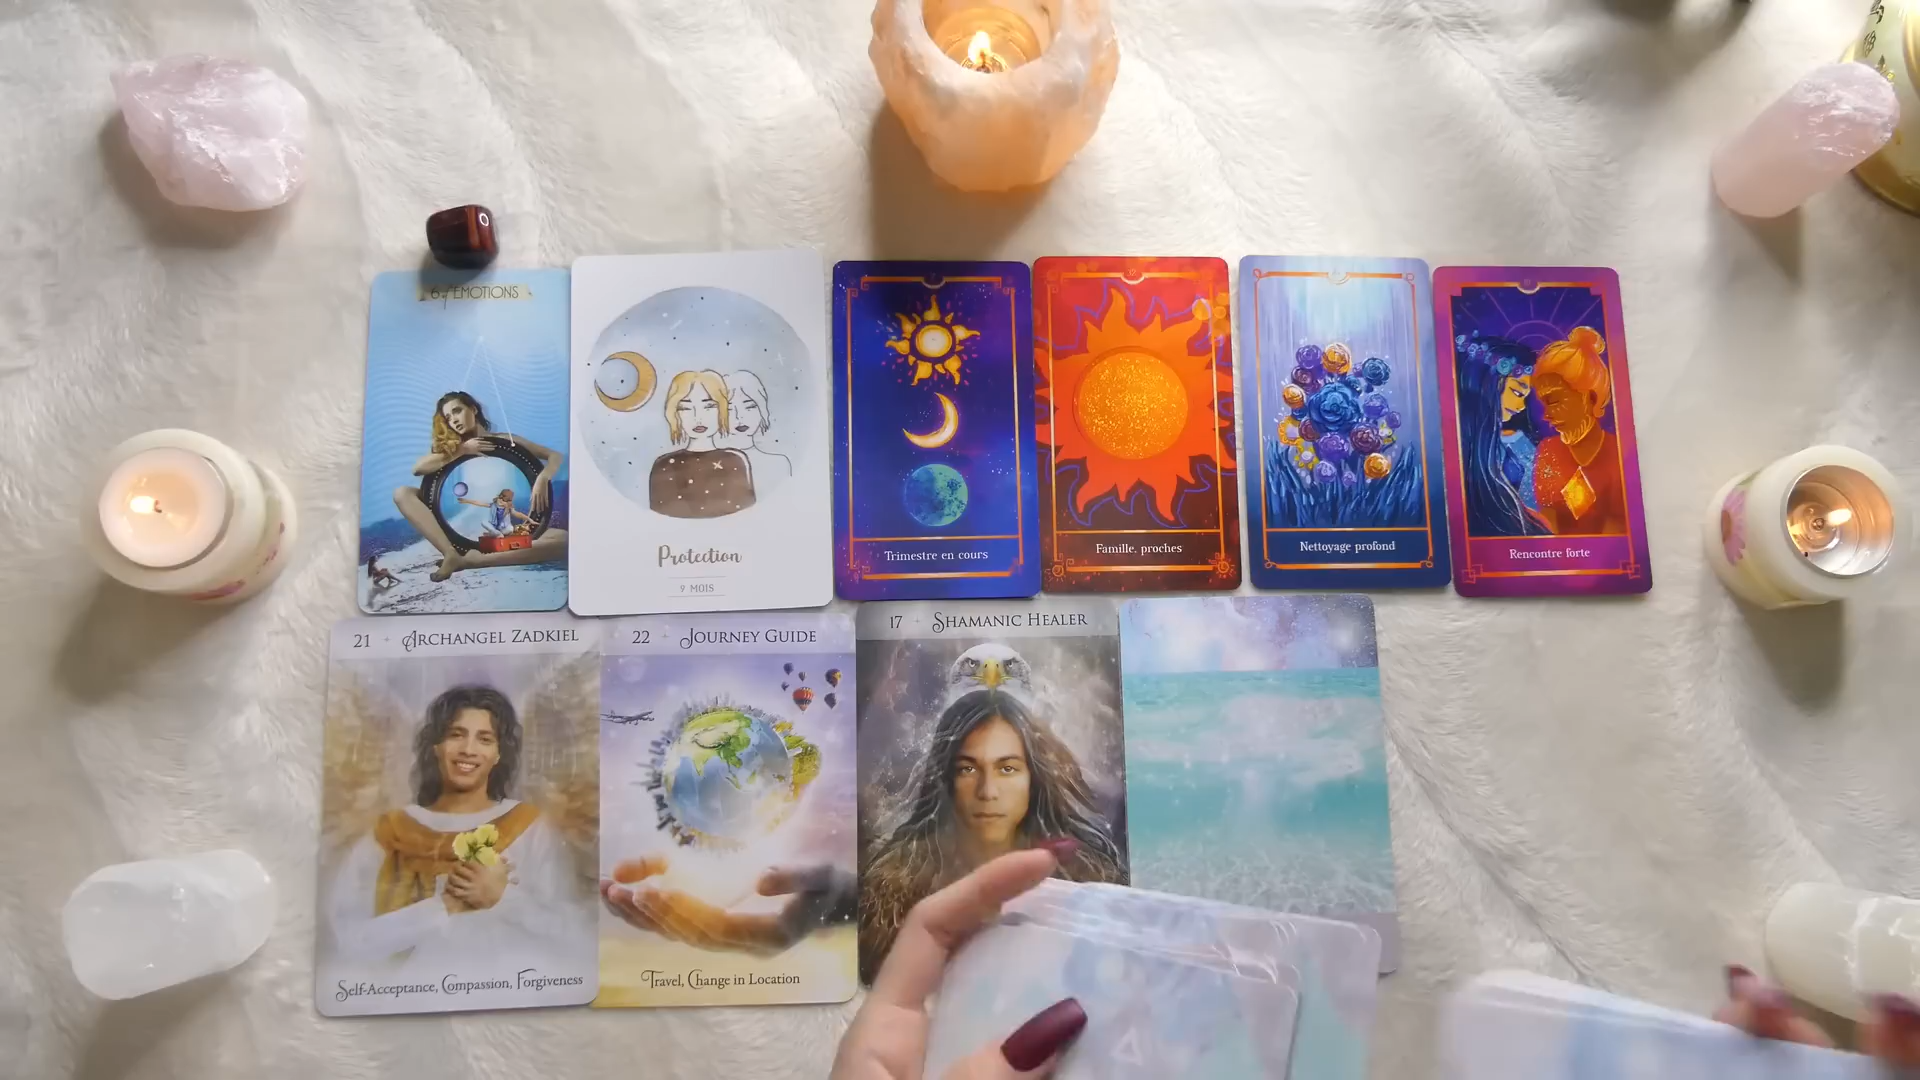 6 of EMOTIONS
Protection
9 MOIS
Trimestre en cours
Famille, proches
Nettoyage profond
Rencontre forte
21 + ARCHANGEL ZADKIEL
Self-Acceptance, Compassion, Forgiveness
22 + JOURNEY GUIDE
Travel, Change in Location
17 + SHAMANIC HEALER